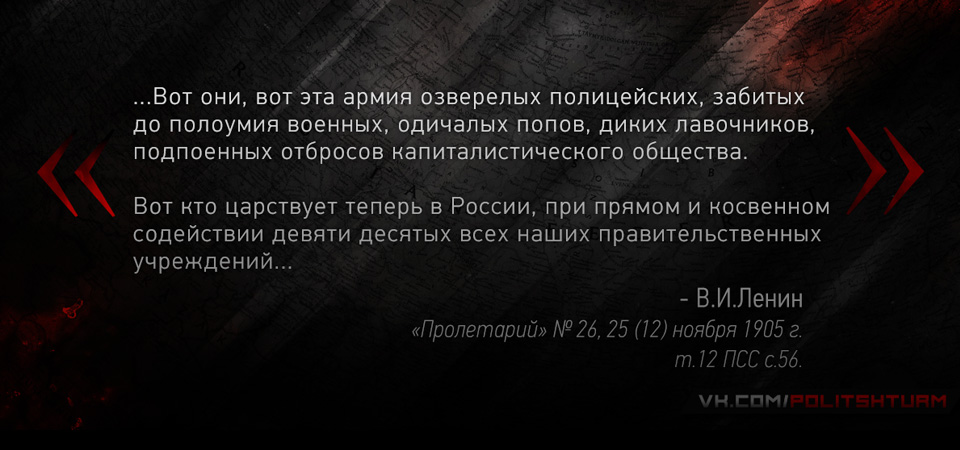 ...Вот они, вот эта армия озверелых полицейских, забитых
до полоумия военных, одичалых попов, диких лавочников,
подпоенных отбросов капиталистического общества.
Вот кто царствует теперь в России, при прямом и косвенном
содействии девяти десятых всех наших правительственных
учреждений...
- В.И.Ленин
«Пролетарий» № 26, 25 (12) ноября 1905 г.
т.12 ПСС с.56.
VK.COM/POLITSHTURM